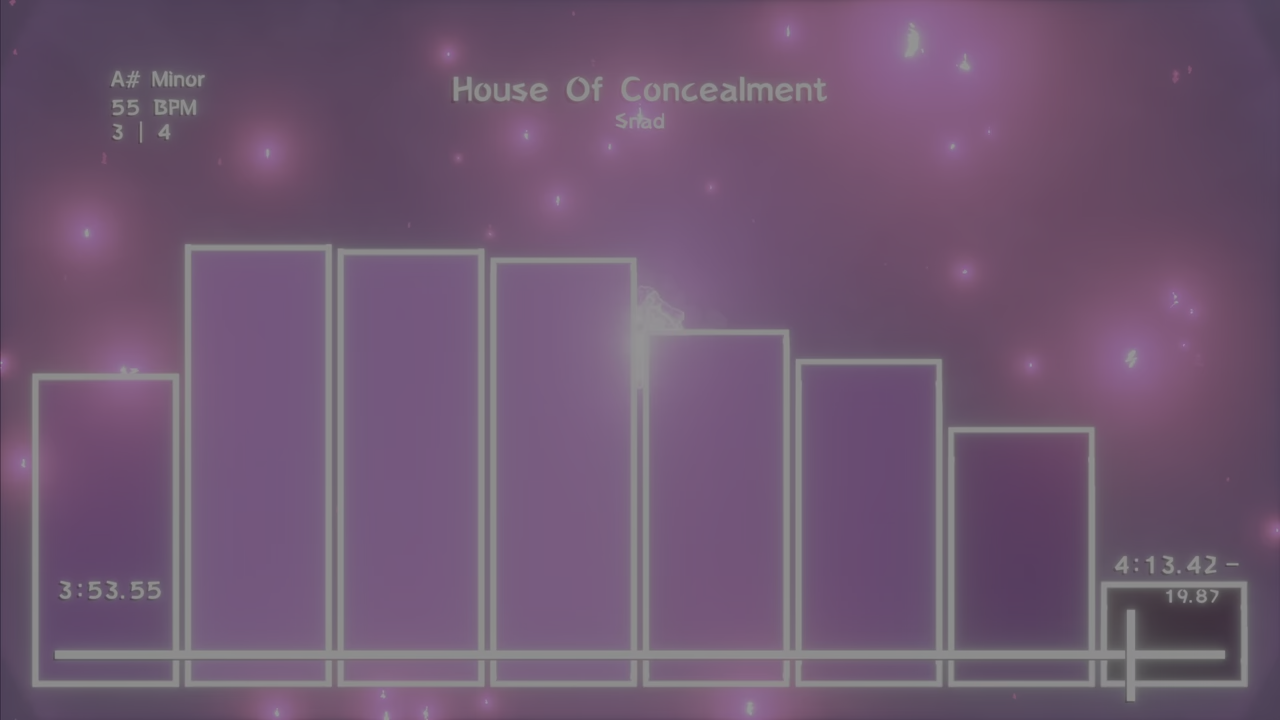 A# Minor
55 BPM
3 | 4
House Of Concealment
Snad
3:53.55
4:13.42 -
19.87